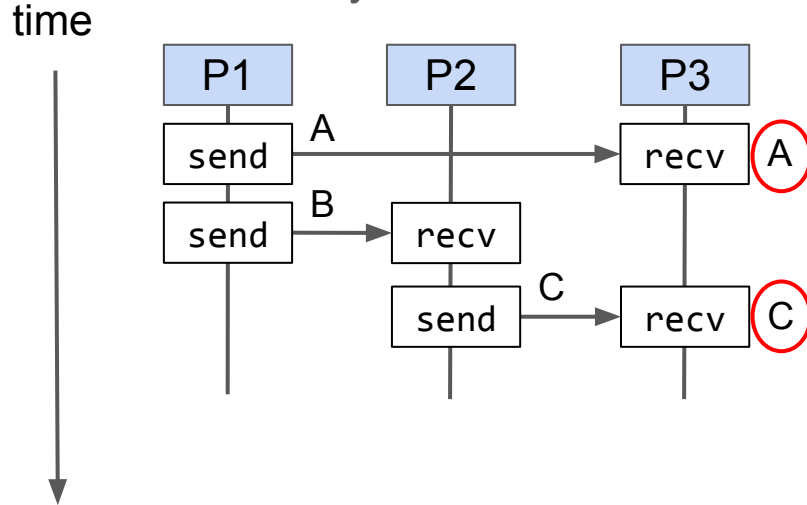 time
P1 P2 P3
A
send recv A
B
send recv
C
send recv C